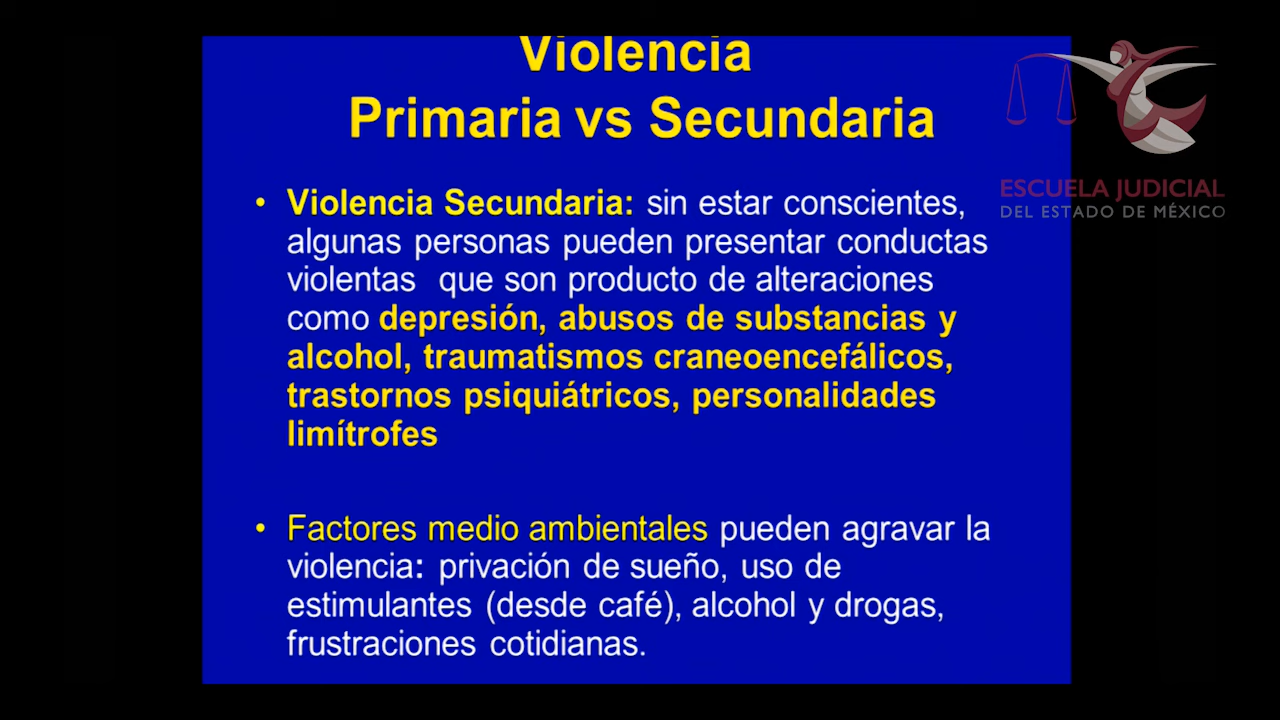 Violencia
Primaria vs Secundaria
ESCUELA JUDICIAL
DEL ESTADO DE MÉXICO
• Violencia Secundaria: sin estar conscientes,
algunas personas pueden presentar conductas
violentas que son producto de alteraciones
como depresión, abusos de substancias y
alcohol, traumatismos craneoencefálicos,
trastornos psiquiátricos, personalidades
limítrofes
• Factores medio ambientales pueden agravar la
violencia: privación de sueño, uso de
estimulantes (desde café), alcohol y drogas,
frustraciones cotidianas.